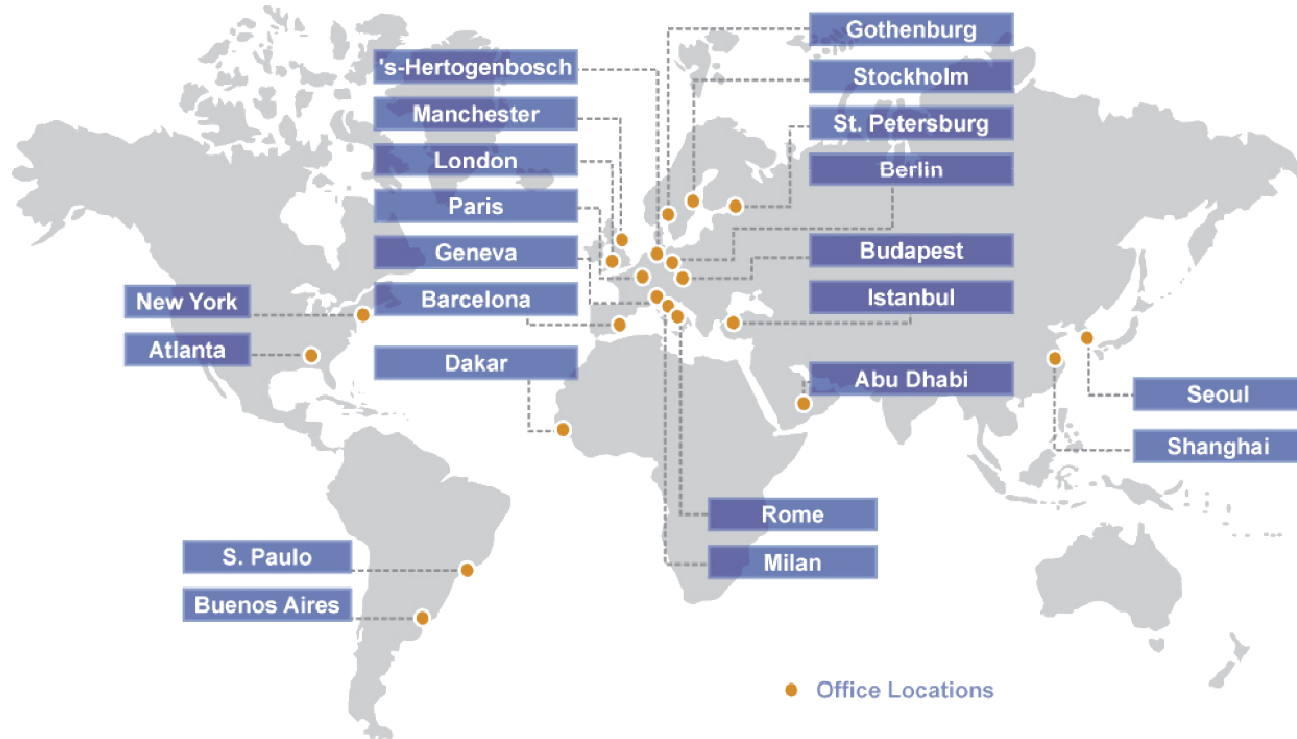 Gothenburg
's-Hertogenbosch
Stockholm
Manchester
St. Petersburg
London
Berlin
Paris
Geneva
Budapest
New York
Barcelona
Istanbul
Atlanta
Dakar
Abu Dhabi
Seoul
Shanghai
Rome
S. Paulo
Milan
Buenos Aires
Office Locations